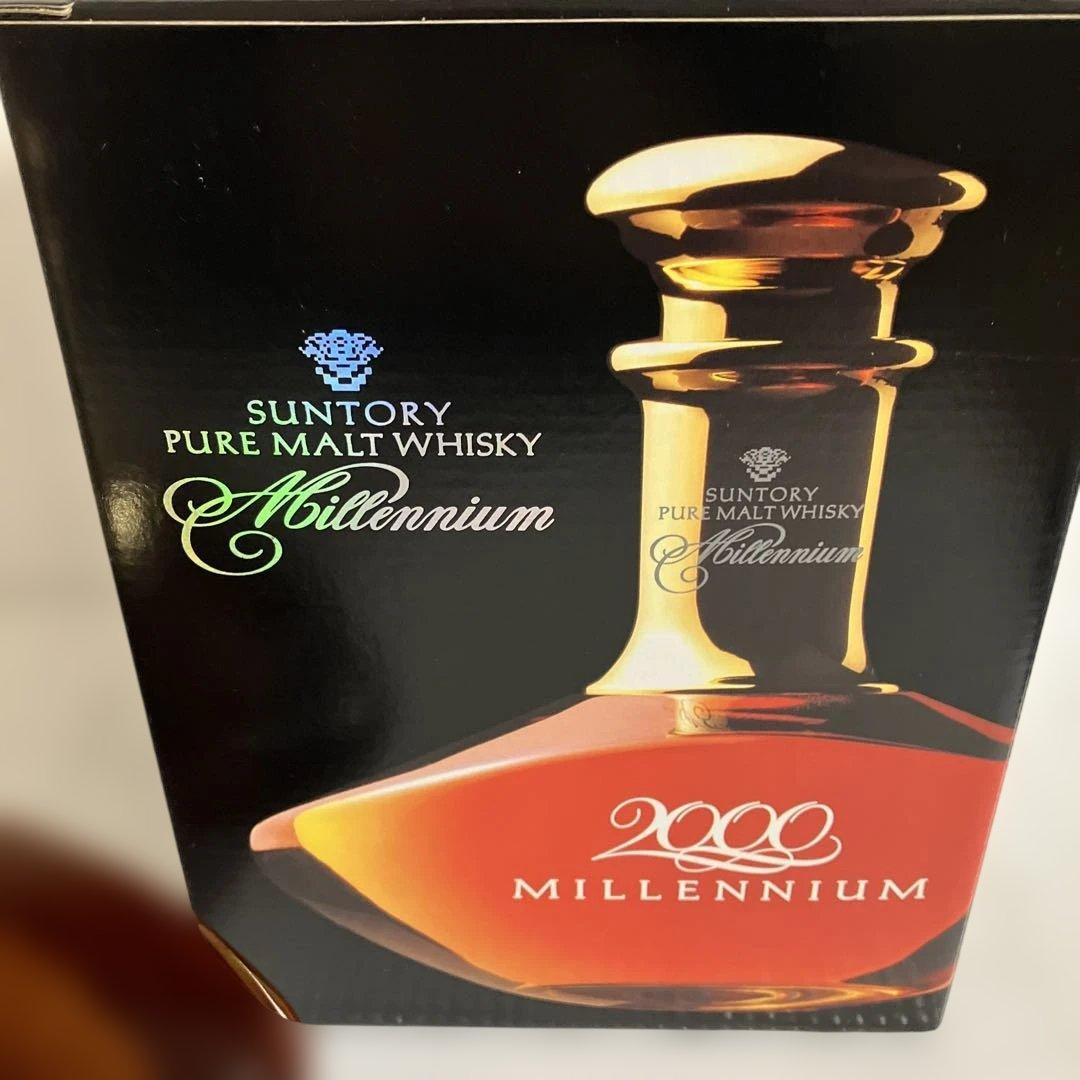 SUNTORY
PURE MALT WHISKY
Millennium
SUNTORY
PURE MALT WHISKY
Millennium
2000
MILLENNIUM